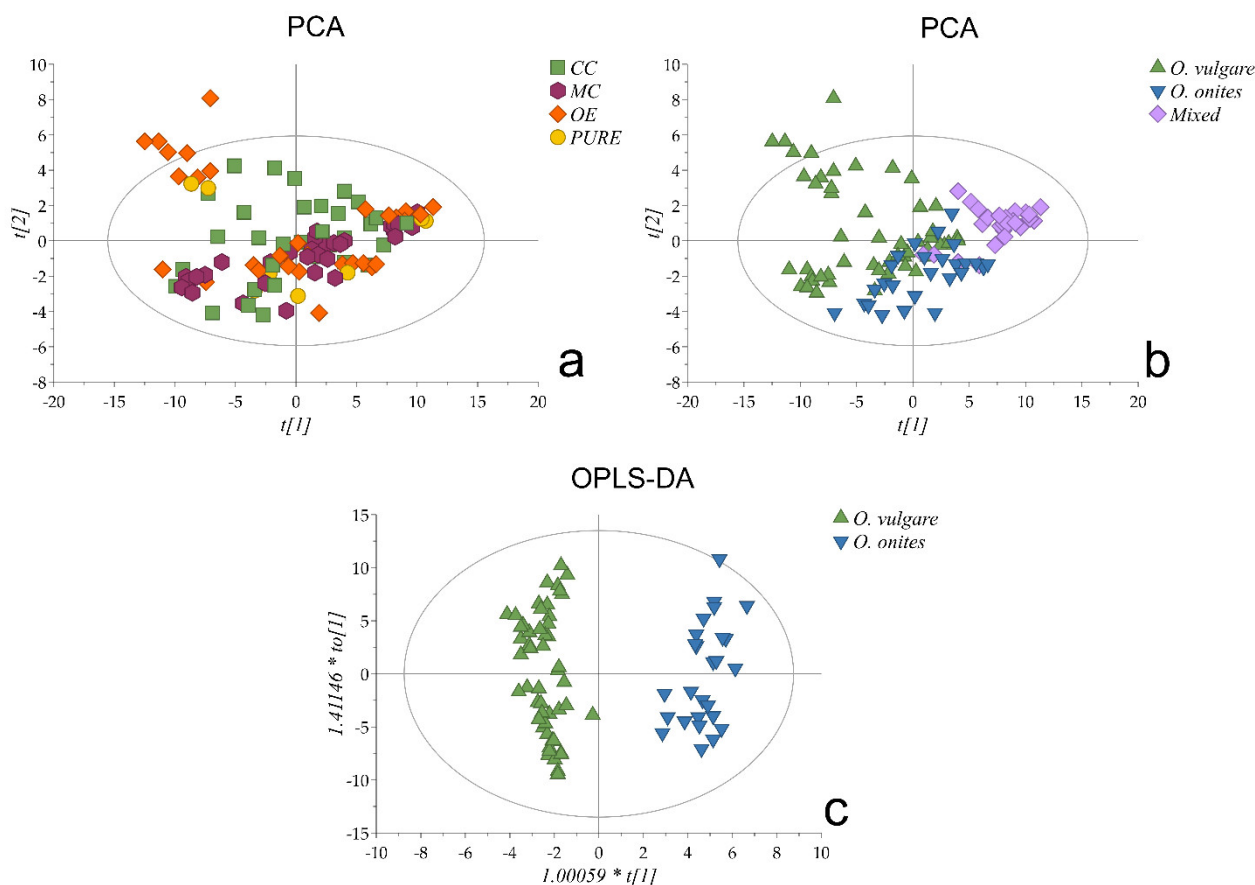 PCA
10
8
6
4
2
0
-2
-4
-6
-8
t[2]
-20 -15 -10 -5 0 5 10 15 20
t[1]
CC
MC
OE
PURE
a
PCA
10
8
6
4
2
0
-2
-4
-6
-8
t[2]
-20 -15 -10 -5 0 5 10 15 20
t[1]
O. vulgare
O. onites
Mixed
b
OPLS-DA
15
10
5
0
-5
-10
-15
1.41146 * to[1]
-10 -8 -6 -4 -2 0 2 4 6 8 10
1.00059 * t[1]
O. vulgare
O. onites
c